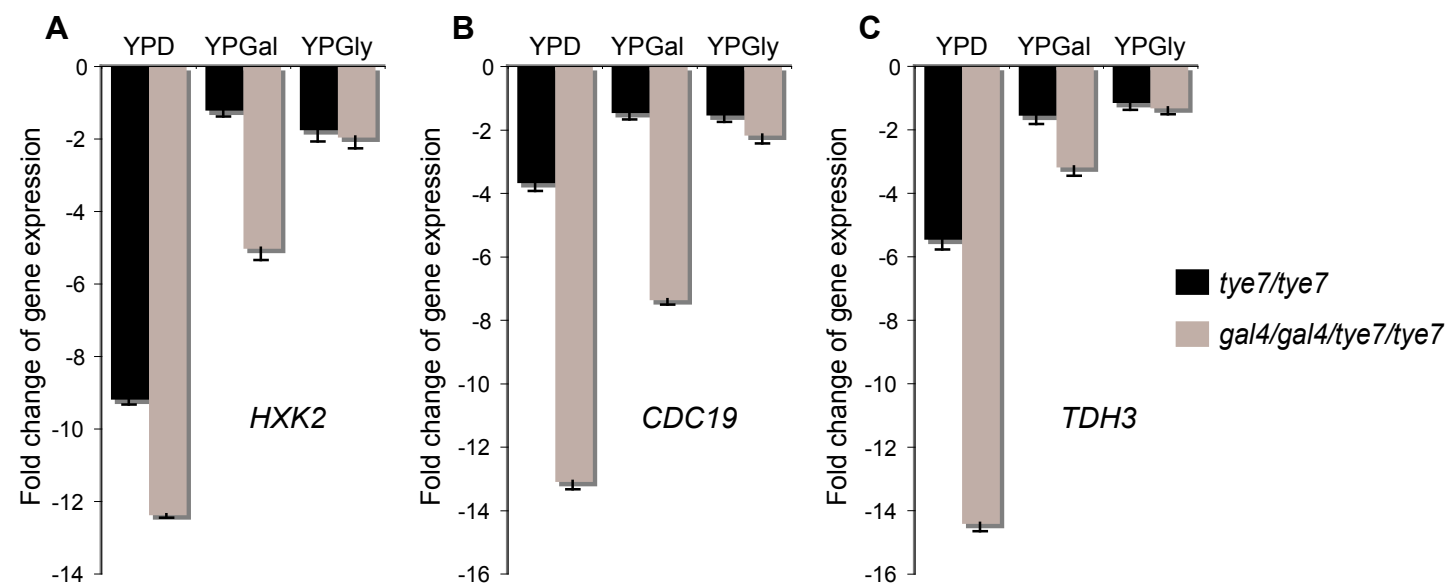 A
YPD YPGal YPGly
0
-2
-4
-6
-8
-10
-12
-14
Fold change of gene expression
HXK2
B
YPD YPGal YPGly
0
-2
-4
-6
-8
-10
-12
-14
-16
Fold change of gene expression
CDC19
C
YPD YPGal YPGly
0
-2
-4
-6
-8
-10
-12
-14
-16
Fold change of gene expression
TDH3
tye7/tye7
gal4/gal4/tye7/tye7